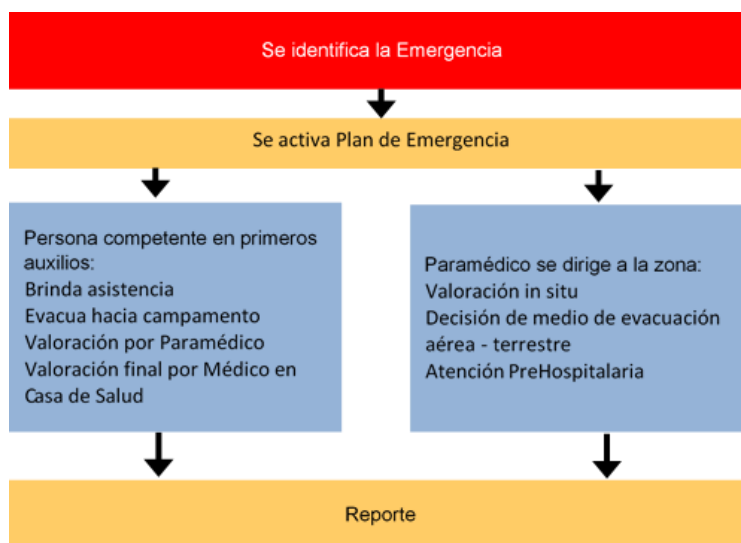 Se identifica la Emergencia
Se activa Plan de Emergencia
Persona competente en primeros
auxilios:
Brinda asistencia
Evacua hacia campamento
Valoración por Paramédico
Valoración final por Médico en
Casa de Salud
Paramédico se dirige a la zona:
Valoración in situ
Decisión de medio de evacuación
aérea - terrestre
Atención PreHospitalaria
Reporte